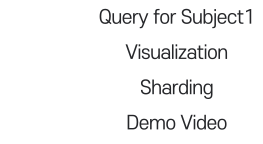 Query for Subject1
Visualization
Sharding
Demo Video